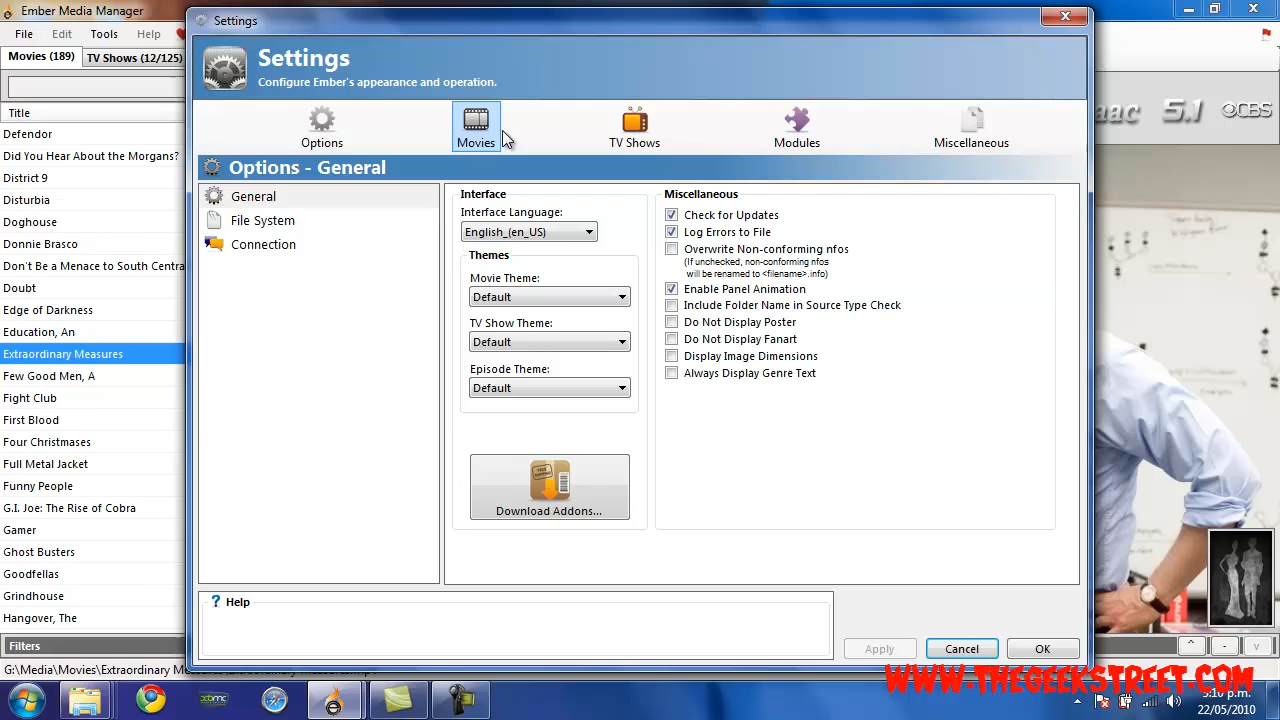 Ember Media Manager
Settings
File Edit Tools Help
Movies (189) TV Shows (12/125)
Title
Defendor
Did You Hear About the Morgans?
District 9
Disturbia
Doghouse
Donnie Brasco
Don't Be a Menace to South Centra
Doubt
Edge of Darkness
Education, An
Extraordinary Measures
Few Good Men, A
Fight Club
First Blood
Four Christmases
Full Metal Jacket
Funny People
G.I. Joe: The Rise of Cobra
Gamer
Ghost Busters
Goodfellas
Grindhouse
Hangover, The
Filters
Settings
Configure Ember's appearance and operation.
Options Movies TV Shows Modules Miscellaneous
Options - General
General
File System
Connection
Interface
Interface Language:
English_(en_US)
Themes
Movie Theme:
Default
TV Show Theme:
Default
Episode Theme:
Default
Download Addons...
Miscellaneous
Check for Updates
Log Errors to File
Overwrite Non-conforming nfos
(If unchecked, non-conforming nfos
will be renamed to <filename>.info)
Enable Panel Animation
Include Folder Name in Source Type Check
Do Not Display Poster
Do Not Display Fanart
Display Image Dimensions
Always Display Genre Text
? Help
Apply Cancel OK
aac 5.1 CBS
^ - v
G:\Media\Movies\Extraordinary
WWW.THEGEEKSTREET.COM
xbmc
5:10 p.m.
22/05/2010